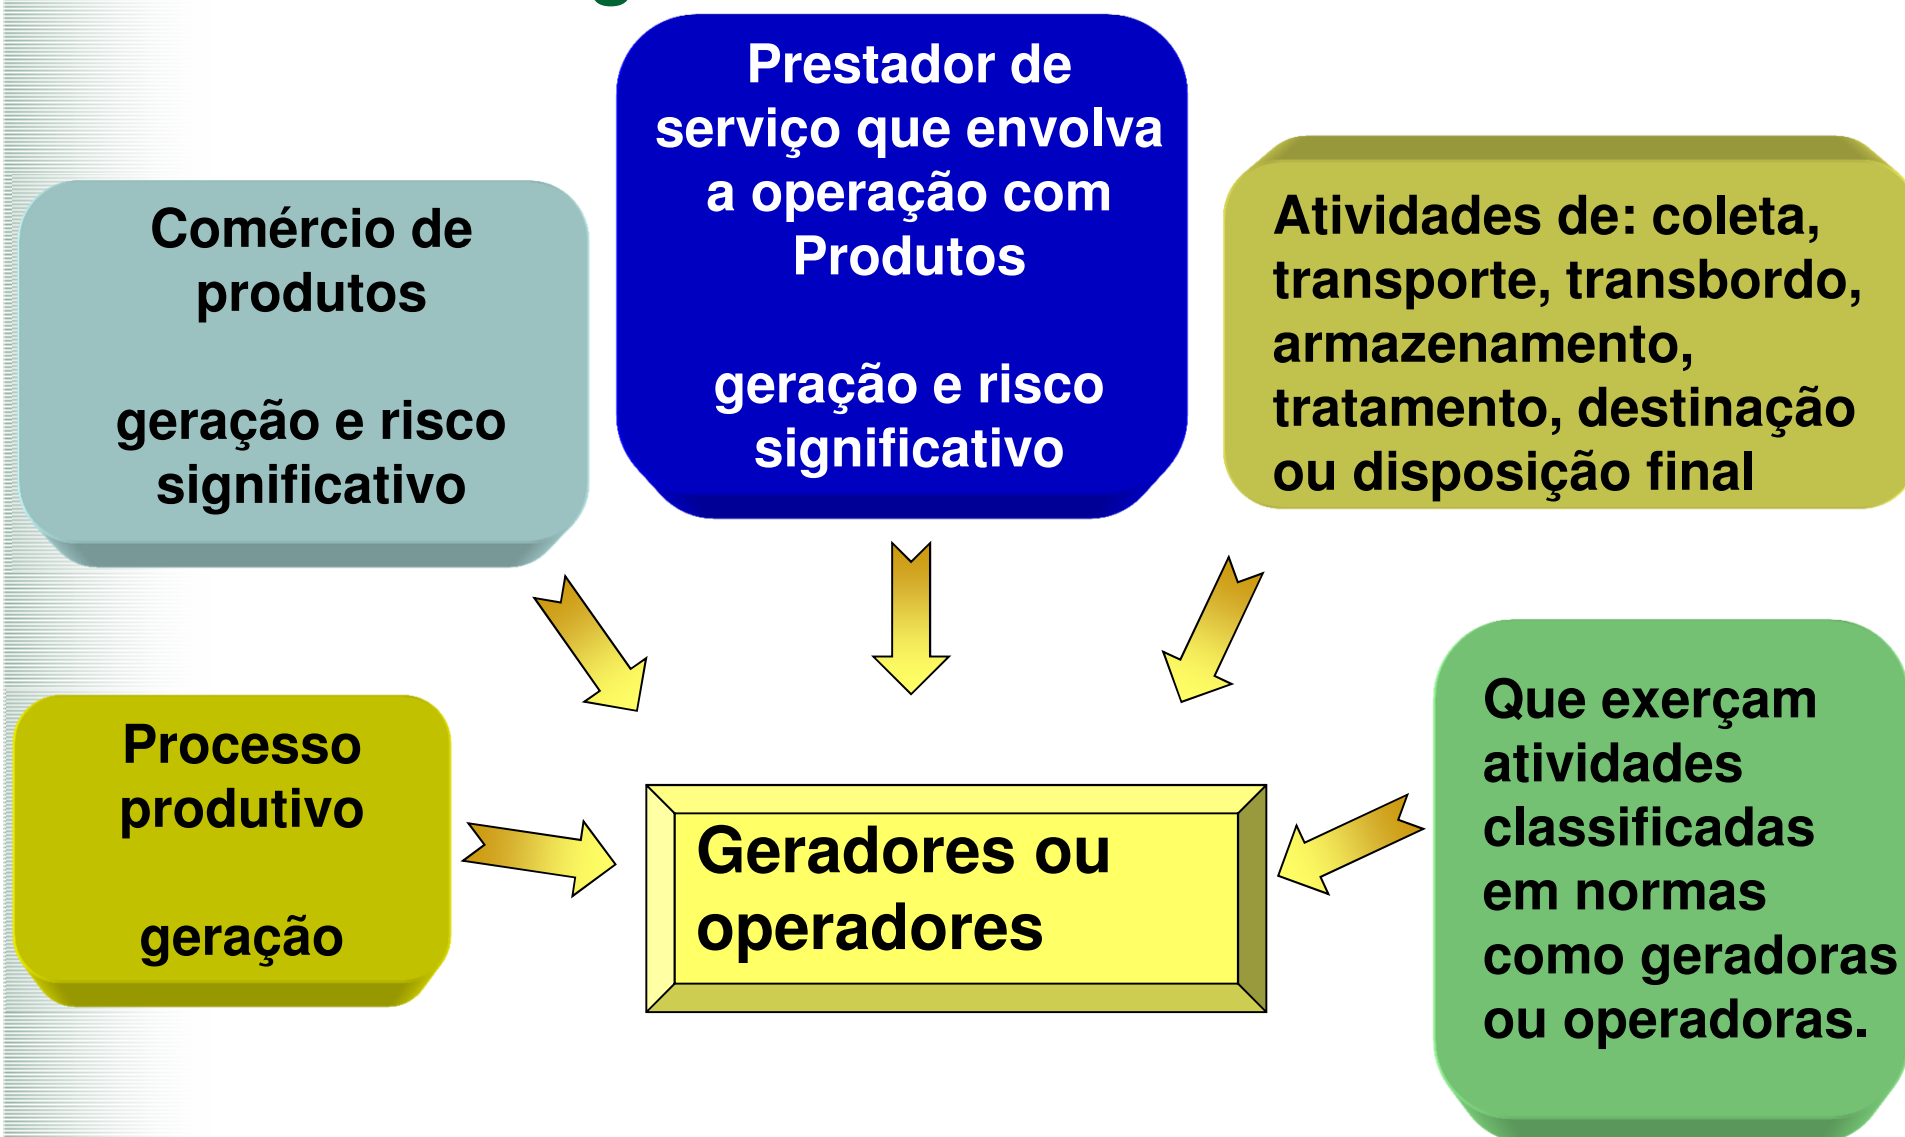 Prestador de
serviço que envolva
a operação com
Produtos
geração e risco
significativo
Comércio de
produtos
geração e risco
significativo
Atividades de: coleta,
transporte, transbordo,
armazenamento,
tratamento, destinação
ou disposição final
Processo
produtivo
geração
Geradores ou
operadores
Que exerçam
atividades
classificadas
em normas
como geradoras
ou operadoras.